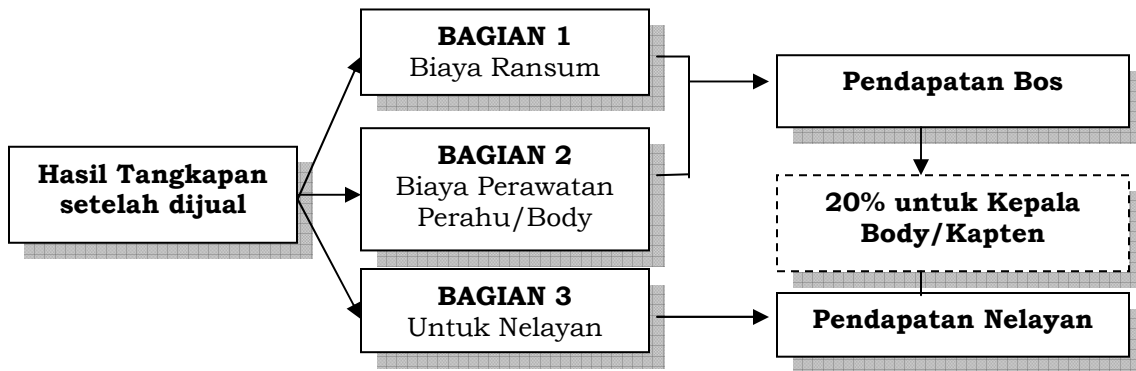 Hasil Tangkapan
setelah dijual
BAGIAN 1
Biaya Ransum
BAGIAN 2
Biaya Perawatan
Perahu/Body
BAGIAN 3
Untuk Nelayan
Pendapatan Bos
20% untuk Kepala
Body/Kapten
Pendapatan Nelayan